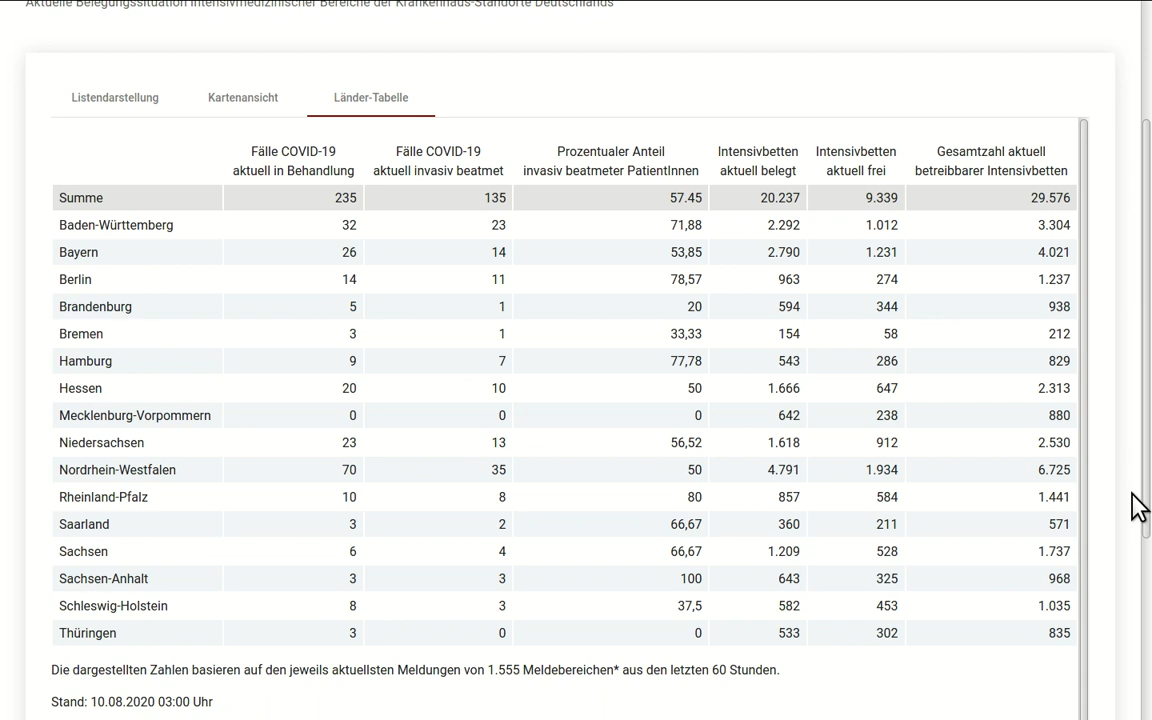 Aktuelle Belegungssituation intensivmedizinischer Bereiche der Krankenhaus-Standorte Deutschlands
Listendarstellung Kartenansicht Länder-Tabelle
Fälle COVID-19 Fälle COVID-19 Prozentualer Anteil Intensivbetten Intensivbetten Gesamtzahl aktuell
aktuell in Behandlung aktuell invasiv beatmet invasiv beatmeter PatientInnen aktuell belegt aktuell frei betreibbarer Intensivbetten
Summe 235 135 57.45 20.237 9.339 29.576
Baden-Württemberg 32 23 71,88 2.292 1.012 3.304
Bayern 26 14 53,85 2.790 1.231 4.021
Berlin 14 11 78,57 963 274 1.237
Brandenburg 5 1 20 594 344 938
Bremen 3 1 33,33 154 58 212
Hamburg 9 7 77,78 543 286 829
Hessen 20 10 50 1.666 647 2.313
Mecklenburg-Vorpommern 0 0 0 642 238 880
Niedersachsen 23 13 56,52 1.618 912 2.530
Nordrhein-Westfalen 70 35 50 4.791 1.934 6.725
Rheinland-Pfalz 10 8 80 857 584 1.441
Saarland 3 2 66,67 360 211 571
Sachsen 6 4 66,67 1.209 528 1.737
Sachsen-Anhalt 3 3 100 643 325 968
Schleswig-Holstein 8 3 37,5 582 453 1.035
Thüringen 3 0 0 533 302 835
Die dargestellten Zahlen basieren auf den jeweils aktuellsten Meldungen von 1.555 Meldebereichen* aus den letzten 60 Stunden.
Stand: 10.08.2020 03:00 Uhr